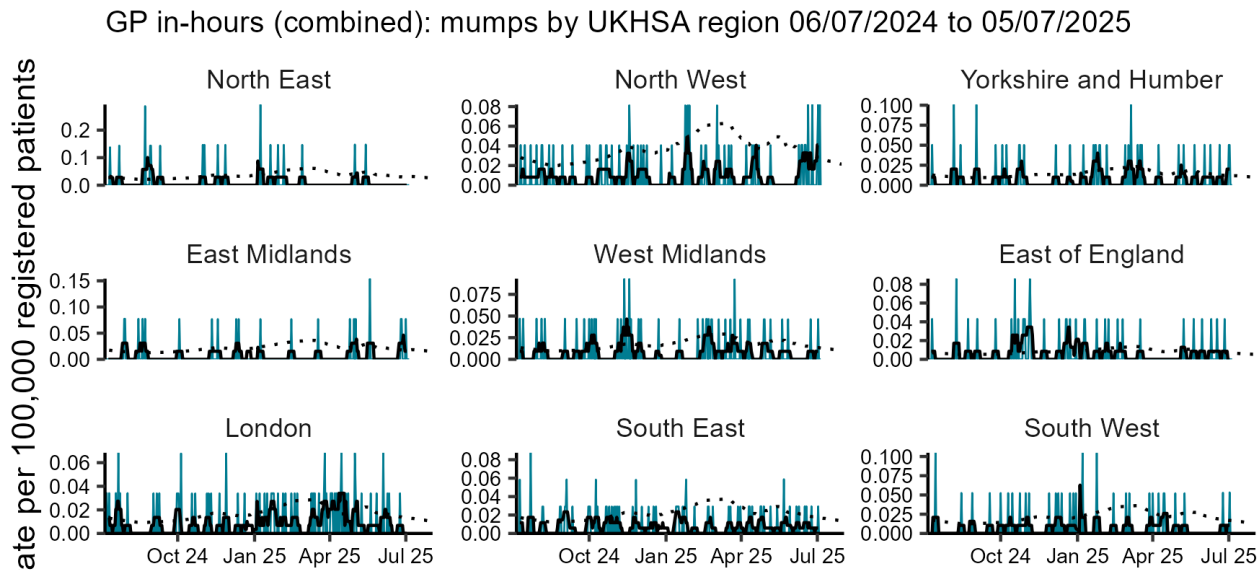 GP in-hours (combined): mumps by UKHSA region 06/07/2024 to 05/07/2025
ate per 100,000 registered patients
North East
0.2
0.1
0.0
North West
0.08
0.06
0.04
0.02
0.00
Yorkshire and Humber
0.100
0.075
0.050
0.025
0.000
East Midlands
0.15
0.10
0.05
0.00
West Midlands
0.075
0.050
0.025
0.000
East of England
0.08
0.06
0.04
0.02
0.00
London
0.06
0.04
0.02
0.00
Oct 24 Jan 25 Apr 25 Jul 25
South East
0.08
0.06
0.04
0.02
0.00
Oct 24 Jan 25 Apr 25 Jul 25
South West
0.100
0.075
0.050
0.025
0.000
Oct 24 Jan 25 Apr 25 Jul 25